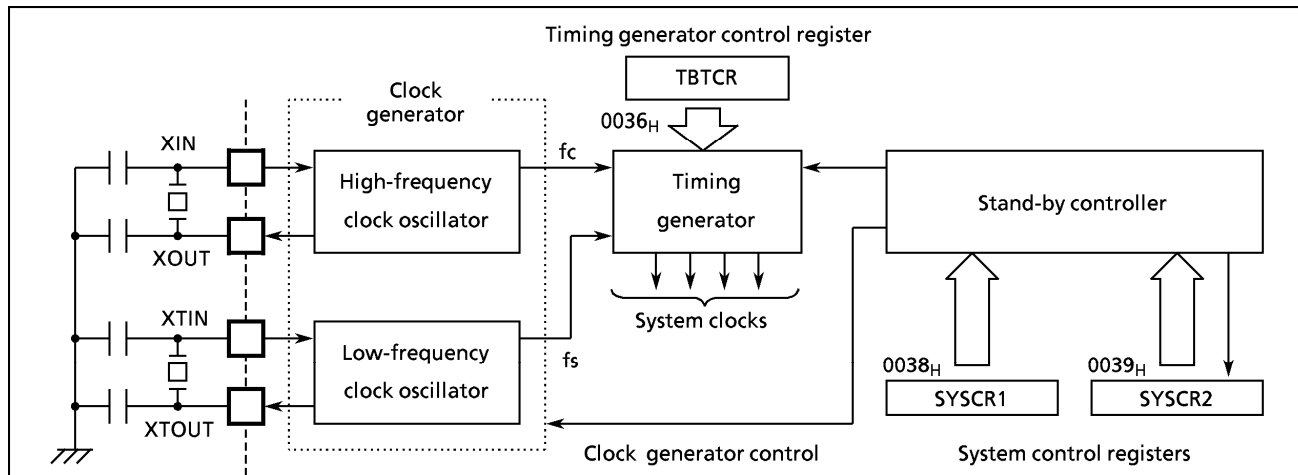 Timing generator control register
TBTCR
Clock
generator
0036H
XIN
fc
High-frequency
clock oscillator
Timing
generator
Stand-by controller
XOUT
System clocks
XTIN
Low-frequency
clock oscillator
fs
0038H
0039H
SYSCR1
SYSCR2
XTOUT
Clock generator control
System control registers